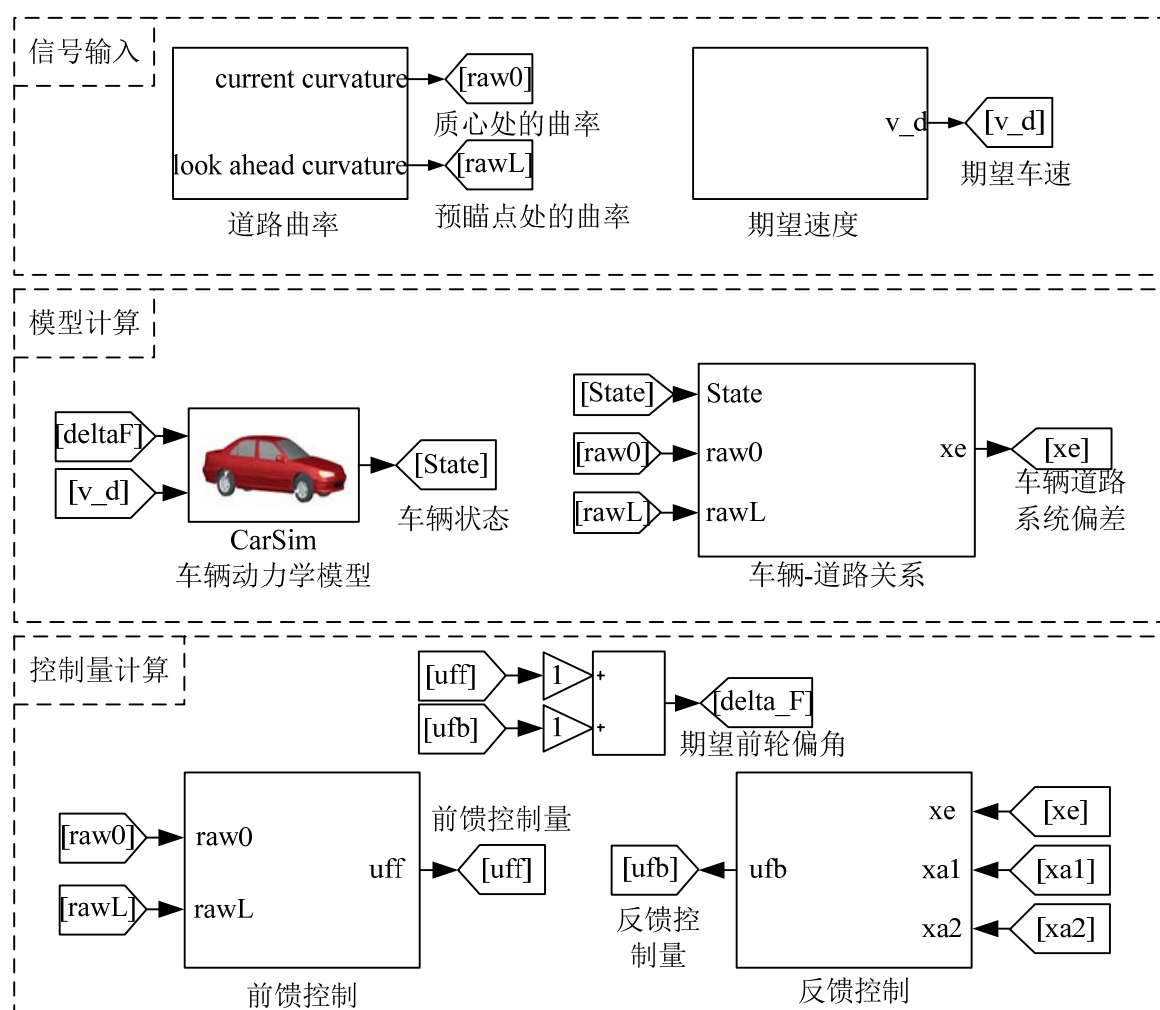 信号输入
current curvature
[raw0]
质心处的曲率
look ahead curvature
[rawL]
预瞄点处的曲率
道路曲率
v_d
[v_d]
期望车速
期望速度
模型计算
[deltaF]
[v_d]
[State]
车辆状态
CarSim
车辆动力学模型
[State]
State
[raw0]
raw0
[rawL]
rawL
xe
[xe]
车辆道路
系统偏差
车辆-道路关系
控制量计算
[uff]
1
+
[ufb]
1
+
[delta_F]
期望前轮偏角
[raw0]
raw0
[rawL]
rawL
uff
前馈控制量
[uff]
前馈控制
[ufb]
反馈控
制量
ufb
xe
[xe]
xa1
[xa1]
xa2
[xa2]
反馈控制